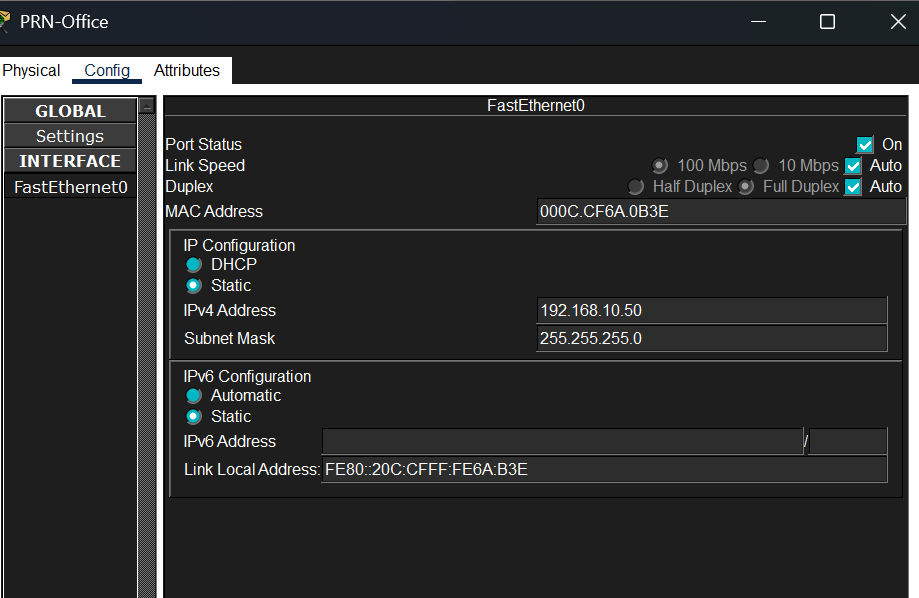 PRN-Office
Physical Config Attributes
GLOBAL
Settings
INTERFACE
FastEthernet0
FastEthernet0
Port Status On
Link Speed 100 Mbps 10 Mbps Auto
Duplex Half Duplex Full Duplex Auto
MAC Address 000C.CF6A.0B3E
IP Configuration
DHCP
Static
IPv4 Address 192.168.10.50
Subnet Mask 255.255.255.0
IPv6 Configuration
Automatic
Static
IPv6 Address /
Link Local Address: FE80::20C:CFFF:FE6A:B3E